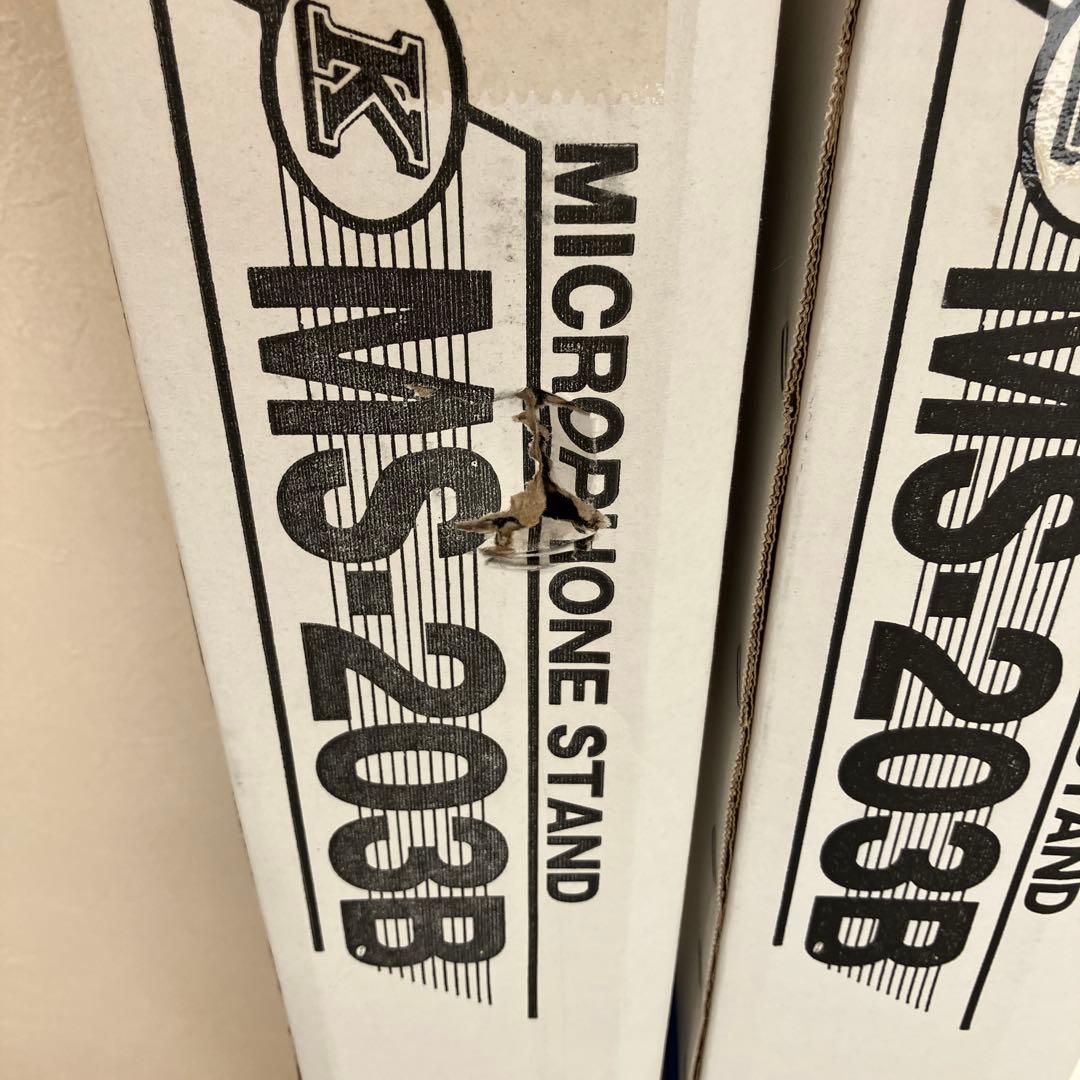 K
MICROPHONE STAND
MS-203B
MS-203B
STAND